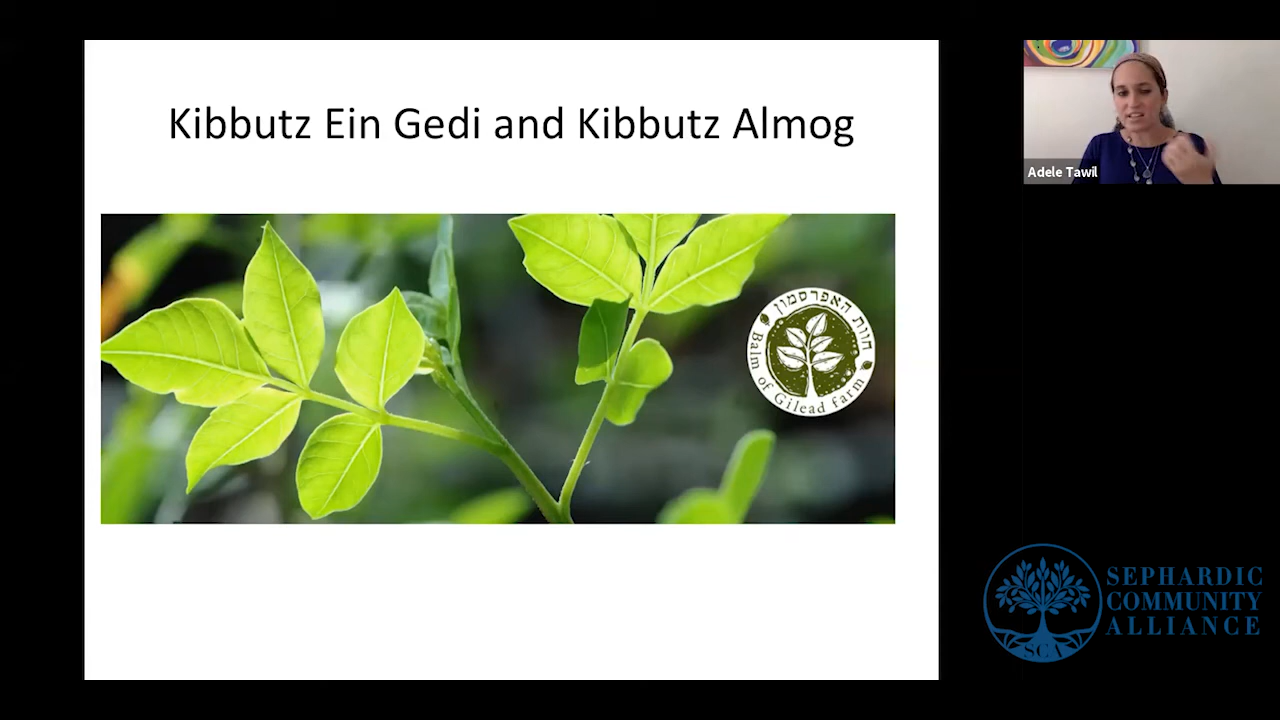 Kibbutz Ein Gedi and Kibbutz Almog
חוות האפרסמון
Balm of Gilead farm
Adele Tawil
SEPHARDIC
COMMUNITY
ALLIANCE
SCA